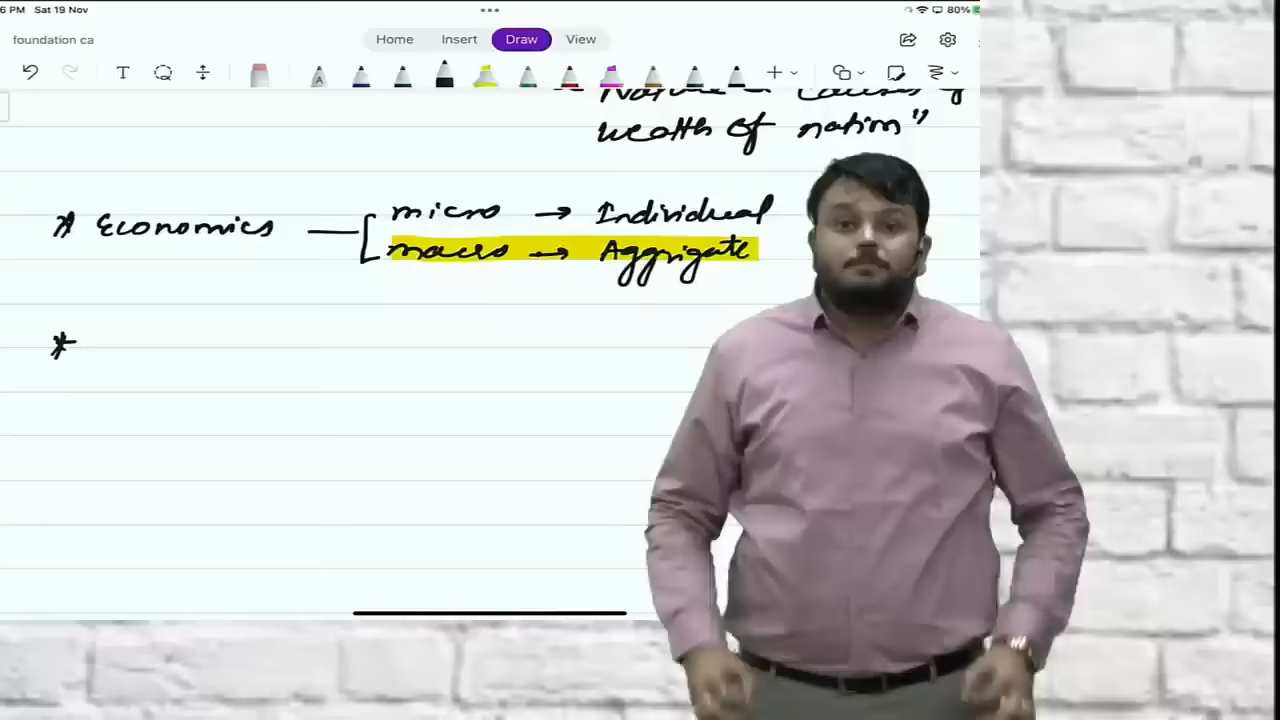 6 PM Sat 19 Nov
80%
foundation ca
Home Insert Draw View
T
A
wealth of nation"
* Economics
micro → Individual
macro → Aggrigate
*